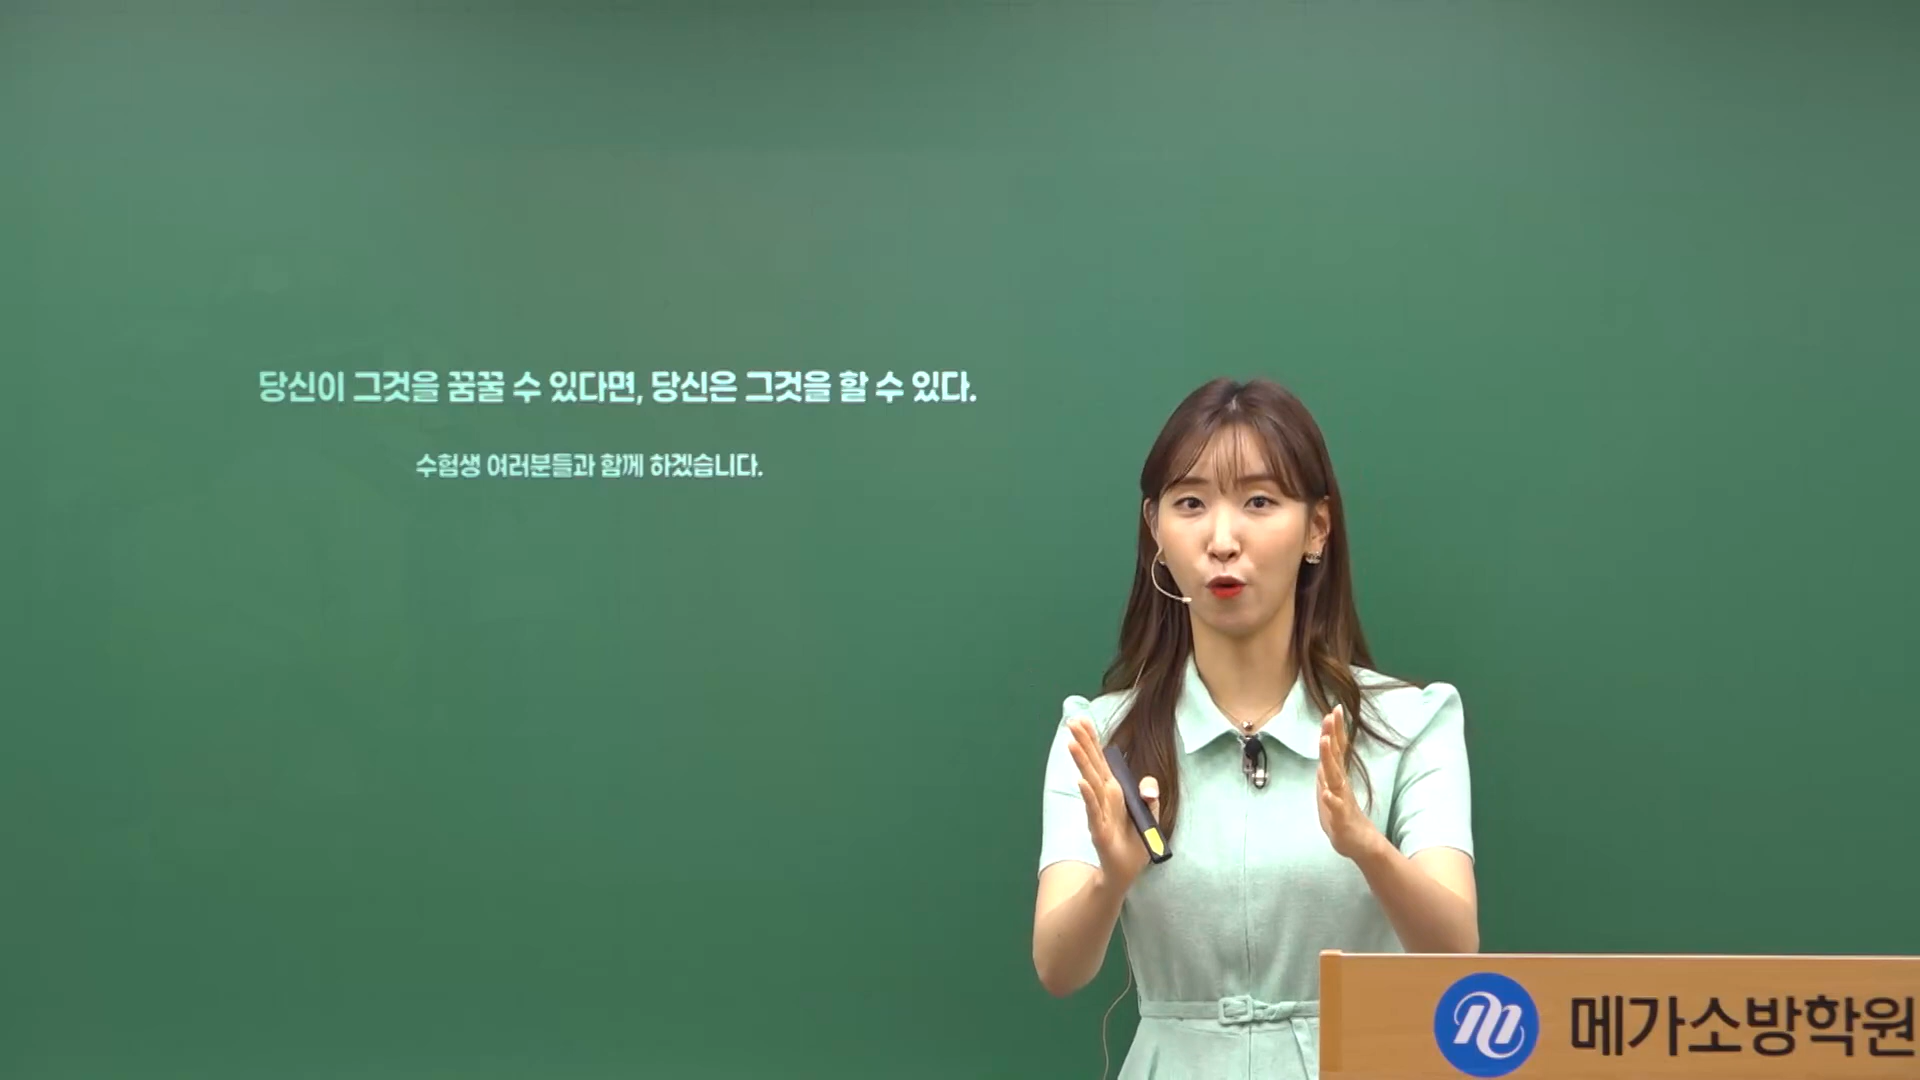 당신이 그것을 꿈꿀 수 있다면, 당신은 그것을 할 수 있다.
수험생 여러분들과 함께 하겠습니다.
메가소방학원